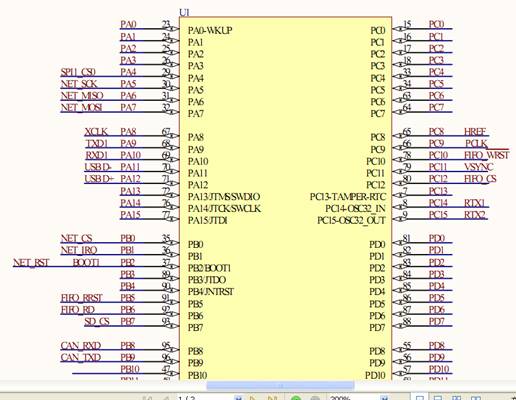 U1
PA0 23 PA0-WKUP PC0 15 PC0
PA1 24 PA1 PC1 16 PC1
PA2 25 PA2 PC2 17 PC2
PA3 26 PA3 PC3 18 PC3
SPI1_CS0 PA4 29 PA4 PC4 33 PC4
NET_SCK PA5 30 PA5 PC5 34 PC5
NET_MISO PA6 31 PA6 PC6 63 PC6
NET_MOSI PA7 32 PA7 PC7 64 PC7
XCLK PA8 67 PA8 PC8 65 PC8 HREF
TXD1 PA9 68 PA9 PC9 66 PC9 PCLK
RXD1 PA10 69 PA10 PC10 78 PC10 FIFO_WRST
USBD- PA11 70 PA11 PC11 79 PC11 VSYNC
USBD+ PA12 71 PA12 PC12 80 PC12 FIFO_CS
PA13 72 PA13/JTMS/SWDIO PC13-TAMPER-RTC 7 PC13
PA14 76 PA14/JTCK/SWCLK PC14-OSC32_IN 8 PC14 RTX1
PA15 77 PA15/JTDI PC15-OSC32_OUT 9 PC15 RTX2
NET_CS PB0 35 PB0 PD0 81 PD0
NET_IRQ PB1 36 PB1 PD1 82 PD1
NET_RST BOOT1 PB2 37 PB2/BOOT1 PD2 83 PD2
PB3 89 PB3/JTDO PD3 84 PD3
PB4 90 PB4/JNTRST PD4 85 PD4
FIFO_RRST PB5 91 PB5 PD5 86 PD5
FIFO_RD PB6 92 PB6 PD6 87 PD6
SD_CS PB7 93 PB7 PD7 88 PD7
CAN_RXD PB8 95 PB8 PD8 55 PD8
CAN_TXD PB9 96 PB9 PD9 56 PD9
PB10 47 PB10 PD10 57 PD10
200%